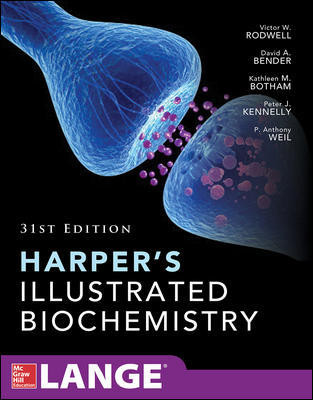 Victor W.
RODWELL
David A.
BENDER
Kathleen M.
BOTHAM
Peter J.
KENNELLY
P. Anthony
WEIL
31ST EDITION
HARPER'S
ILLUSTRATED
BIOCHEMISTRY
Mc
Graw
Hill
Education
LANGE®